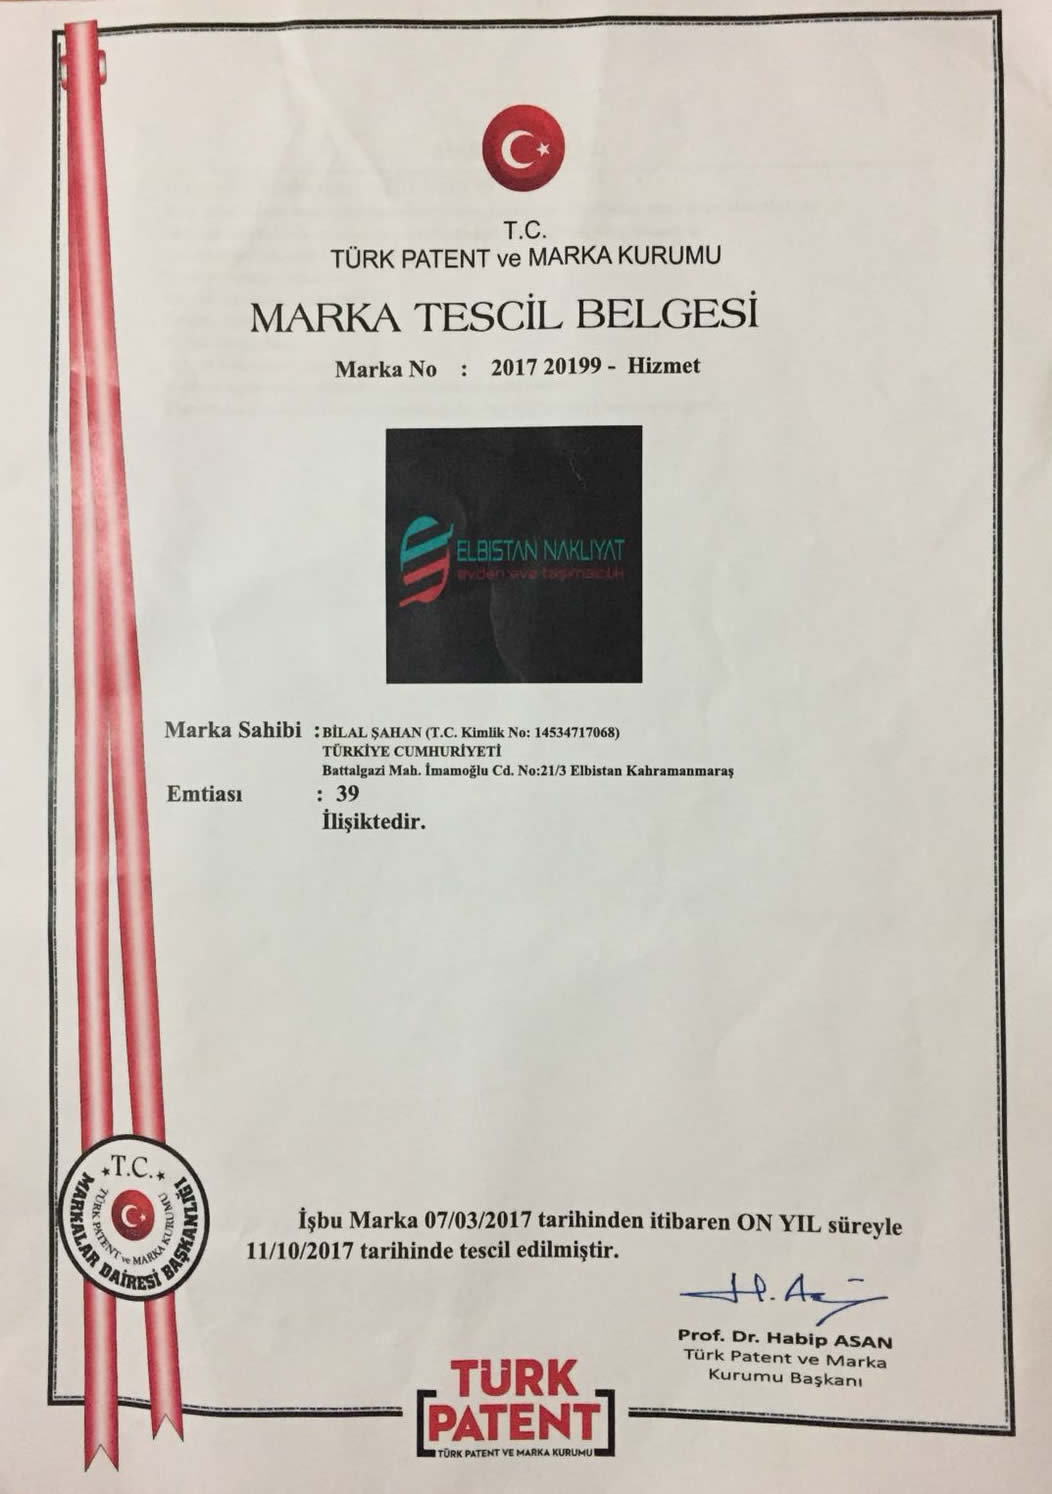 T.C.
TÜRK PATENT ve MARKA KURUMU
MARKA TESCİL BELGESİ
Marka No : 2017 20199 - Hizmet
ELBISTAN NAKLIYAT
evden eve taşımacılık
Marka Sahibi : BİLAL ŞAHAN (T.C. Kimlik No: 14534717068)
TÜRKİYE CUMHURİYETİ
Battalgazi Mah. İmamoğlu Cd. No:21/3 Elbistan Kahramanmaraş
Emtiası : 39
İlişiktedir.
T.C.
TÜRK PATENT ve MARKA KURUMU
MARKALAR DAİRESİ BAŞKANLIĞI
İşbu Marka 07/03/2017 tarihinden itibaren ON YIL süreyle
11/10/2017 tarihinde tescil edilmiştir.
H. Asan
Prof. Dr. Habip ASAN
Türk Patent ve Marka
Kurumu Başkanı
TÜRK
PATENT
TÜRK PATENT VE MARKA KURUMU